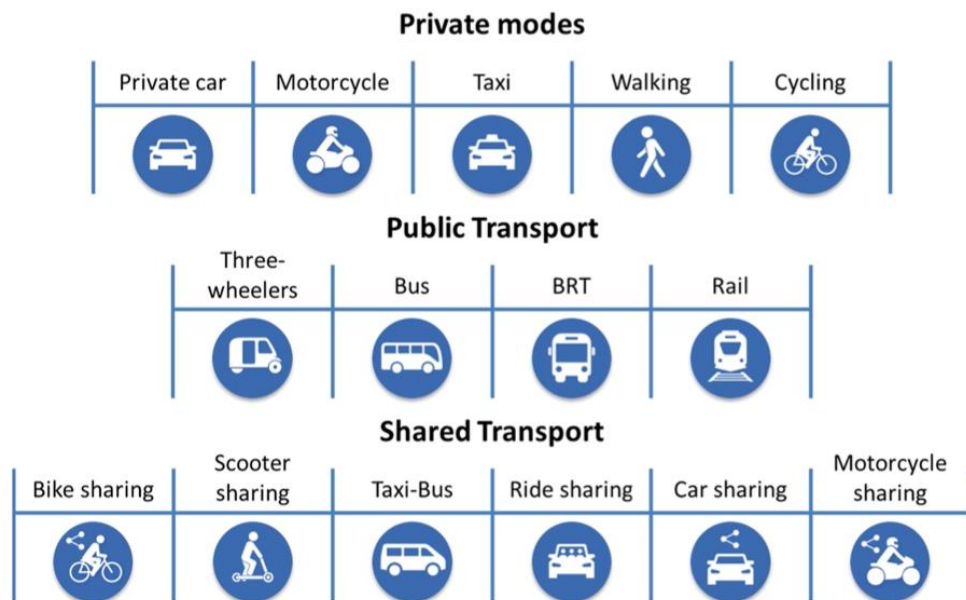 Private modes
Private car
Motorcycle
Taxi
Walking
Cycling
Public Transport
Three-
wheelers
Bus
BRT
Rail
Shared Transport
Bike sharing
Scooter
sharing
Taxi-Bus
Ride sharing
Car sharing
Motorcycle
sharing